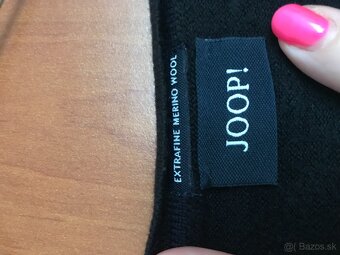 JOOP!
EXTRAFINE MERINO WOOL
Bazos.sk